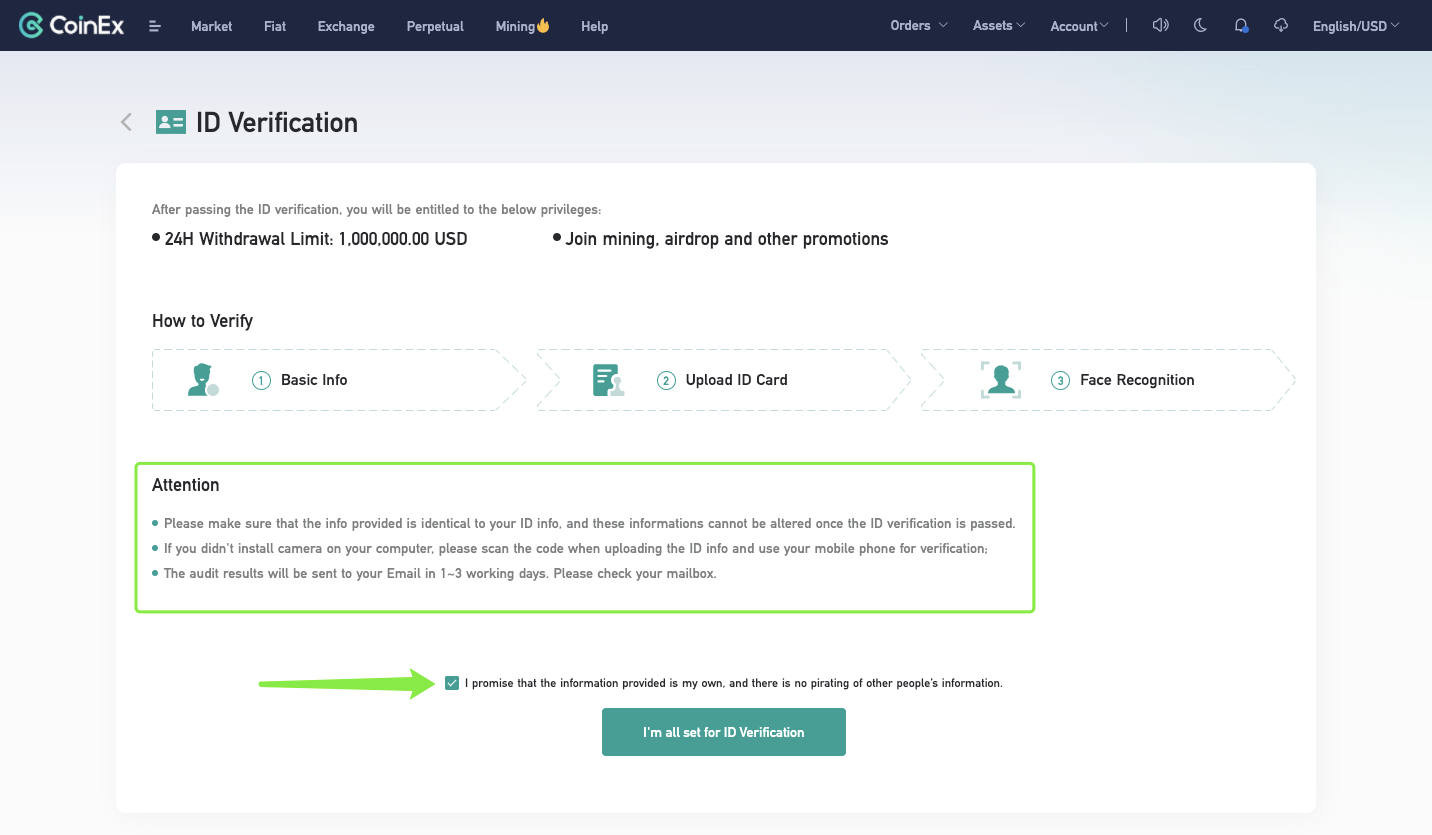 CoinEx Market Fiat Exchange Perpetual Mining Help Orders Assets Account English/USD
ID Verification
After passing the ID verification, you will be entitled to the below privileges:
24H Withdrawal Limit: 1,000,000.00 USD Join mining, airdrop and other promotions
How to Verify
1 Basic Info 2 Upload ID Card 3 Face Recognition
Attention
Please make sure that the info provided is identical to your ID info, and these informations cannot be altered once the ID verification is passed.
If you didn't install camera on your computer, please scan the code when uploading the ID info and use your mobile phone for verification;
The audit results will be sent to your Email in 1~3 working days. Please check your mailbox.
I promise that the information provided is my own, and there is no pirating of other people's information.
I'm all set for ID Verification